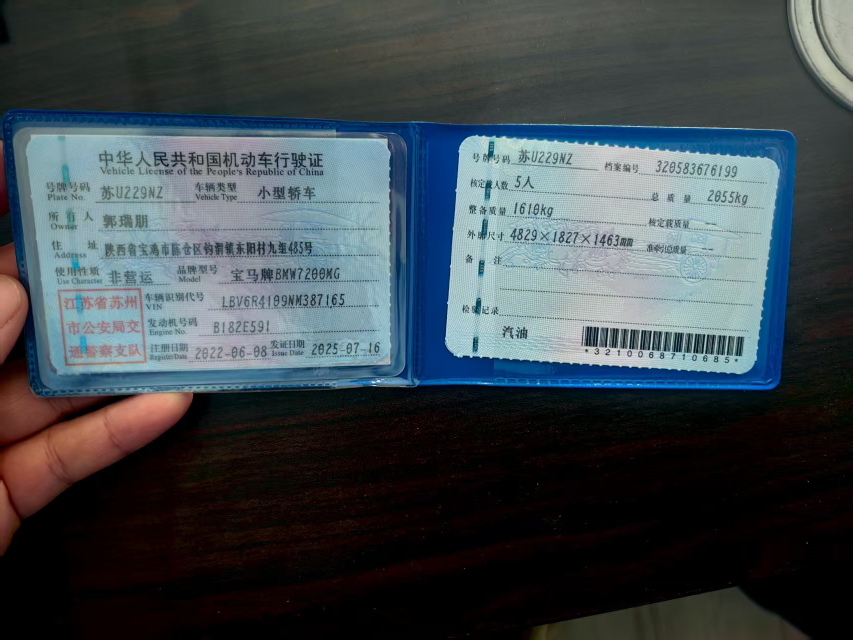 中华人民共和国机动车行驶证
Vehicle License of the People's Republic of China
号牌号码 Plate No. 苏U229NZ 车辆类型 Vehicle Type 小型轿车
所有人 Owner 郭瑞朋
住址 Address 陕西省宝鸡市陈仓区钓渭镇东阳村九组485号
使用性质 Use Character 非营运 品牌型号 Model 宝马牌BMW7200MG
江苏省苏州市公安局交通警察支队
车辆识别代号 VIN LBV6R4109NM387165
发动机号码 Engine No. B182E591
注册日期 Register Date 2022-06-08 发证日期 Issue Date 2025-07-16
号牌号码 苏U229NZ 档案编号 320583676199
核定载人数 5人 总质量 2055kg
整备质量 1610kg 核定载质量 --
外廓尺寸 4829×1827×1463mm 准牵引总质量 --
备注
检验记录
汽油
*3210068710685*